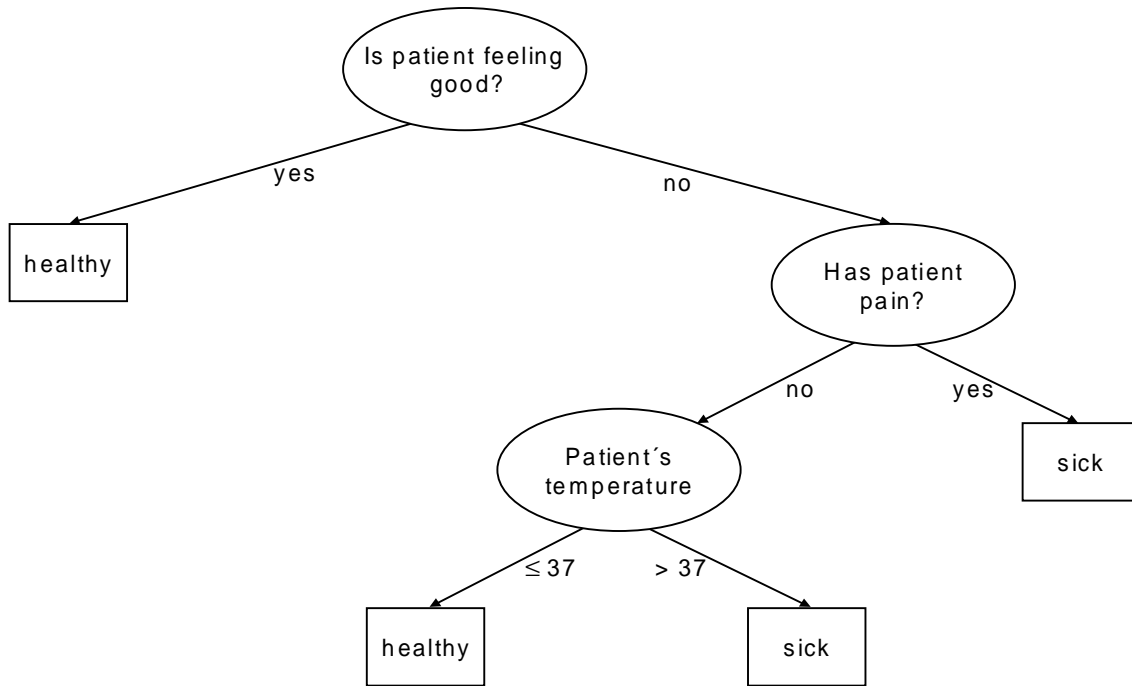 Is patient feeling
good?
yes
no
healthy
Has patient
pain?
no
yes
Patient´s
temperature
sick
≤ 37
> 37
healthy
sick